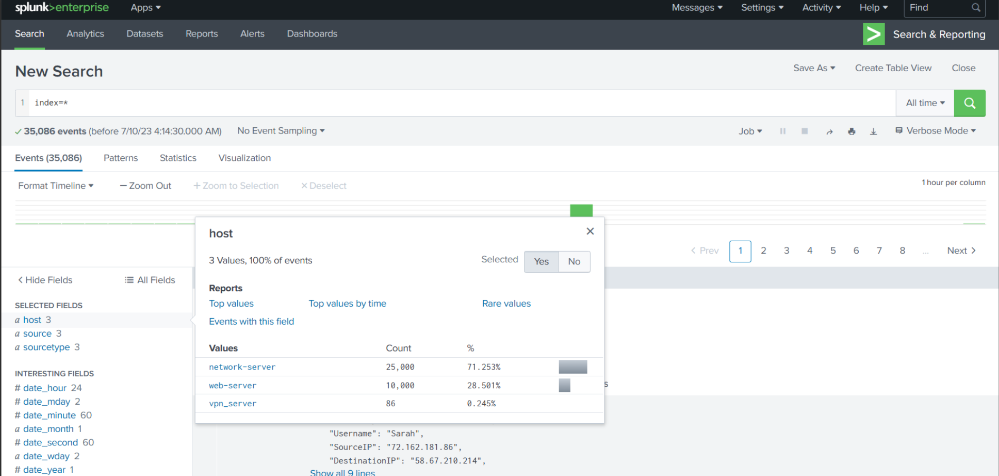 splunk>enterprise Apps Messages Settings Activity Help Find
Search Analytics Datasets Reports Alerts Dashboards Search & Reporting
New Search Save As Create Table View Close
1 index=* All time
35,086 events (before 7/10/23 4:14:30.000 AM) No Event Sampling Job Verbose Mode
Events (35,086) Patterns Statistics Visualization
Format Timeline — Zoom Out + Zoom to Selection × Deselect 1 hour per column
host
3 Values, 100% of events Selected Yes No
Reports
Top values Top values by time Rare values
Events with this field
Values Count %
network-server 25,000 71.253%
web-server 10,000 28.501%
vpn_server 86 0.245%
< Prev 1 2 3 4 5 6 7 8 ... Next >
< Hide Fields All Fields
SELECTED FIELDS
a host 3
a source 3
a sourcetype 3
INTERESTING FIELDS
# date_hour 24
# date_mday 2
# date_minute 60
a date_month 1
# date_second 60
a date_wday 2
# date_year 1
s
"Username": "Sarah",
"SourceIP": "72.162.181.86",
"DestinationIP": "58.67.210.214",
Show all 9 lines